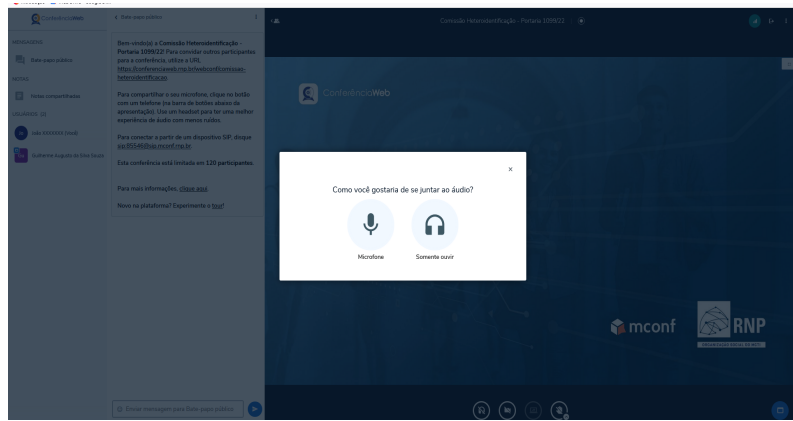 ConferênciaWeb
Bate-papo público
Comissão Heteroidentificação - Portaria 1099/22
MENSAGENS
Bate-papo público
NOTAS
Notas compartilhadas
USUÁRIOS (2)
João XXXXXXX (Você)
Guilherme Augusto de Sousa
Bem-vindo(a) a Comissão Heteroidentificação -
Portaria 1099/22! Para convidar outros participantes
para a conferência, utilize a URL
https://conferenciaweb.rnp.br/webconf/comissao-
heteroidentificacao.
Para compartilhar o seu microfone, clique no botão
com um telefone (na barra de botões abaixo da
apresentação). Use um headset para ter uma melhor
experiência de áudio com menos ruídos.
Para conectar a partir de um dispositivo SIP, disque
Esta conferência está limitada em 120 participantes.
Para mais informações, clique aqui.
Novo na plataforma? Experimente o tour!
Enviar mensagem para Bate-papo público
ConferênciaWeb
Como você gostaria de se juntar ao áudio?
Microfone
Somente ouvir
mconf
RNP